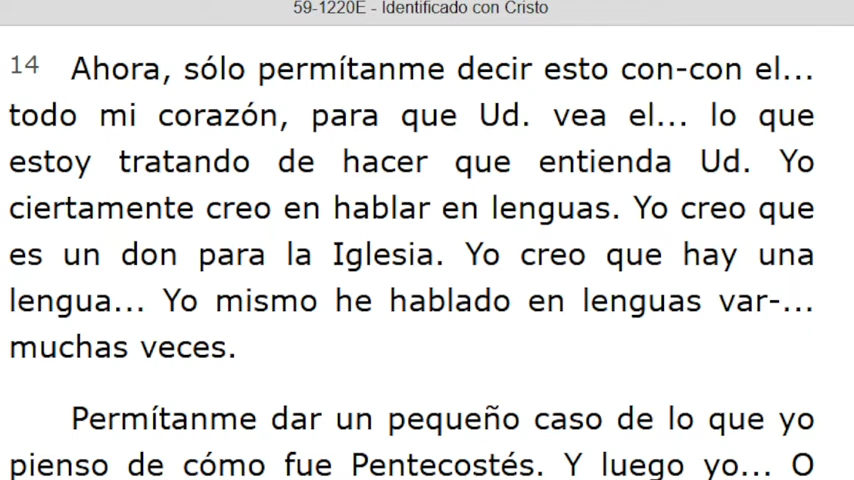 59-1220E - Identificado con Cristo
14 Ahora, sólo permítanme decir esto con-con el...
todo mi corazón, para que Ud. vea el... lo que
estoy tratando de hacer que entienda Ud. Yo
ciertamente creo en hablar en lenguas. Yo creo que
es un don para la Iglesia. Yo creo que hay una
lengua... Yo mismo he hablado en lenguas var-...
muchas veces.
Permítanme dar un pequeño caso de lo que yo
pienso de cómo fue Pentecostés. Y luego yo... O